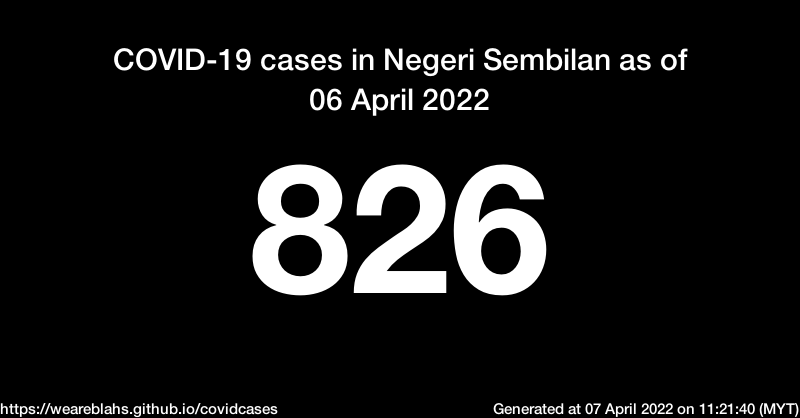 COVID-19 cases in Negeri Sembilan as of
06 April 2022
826
https://weareblahs.github.io/covidcases
Generated at 07 April 2022 on 11:21:40 (MYT)